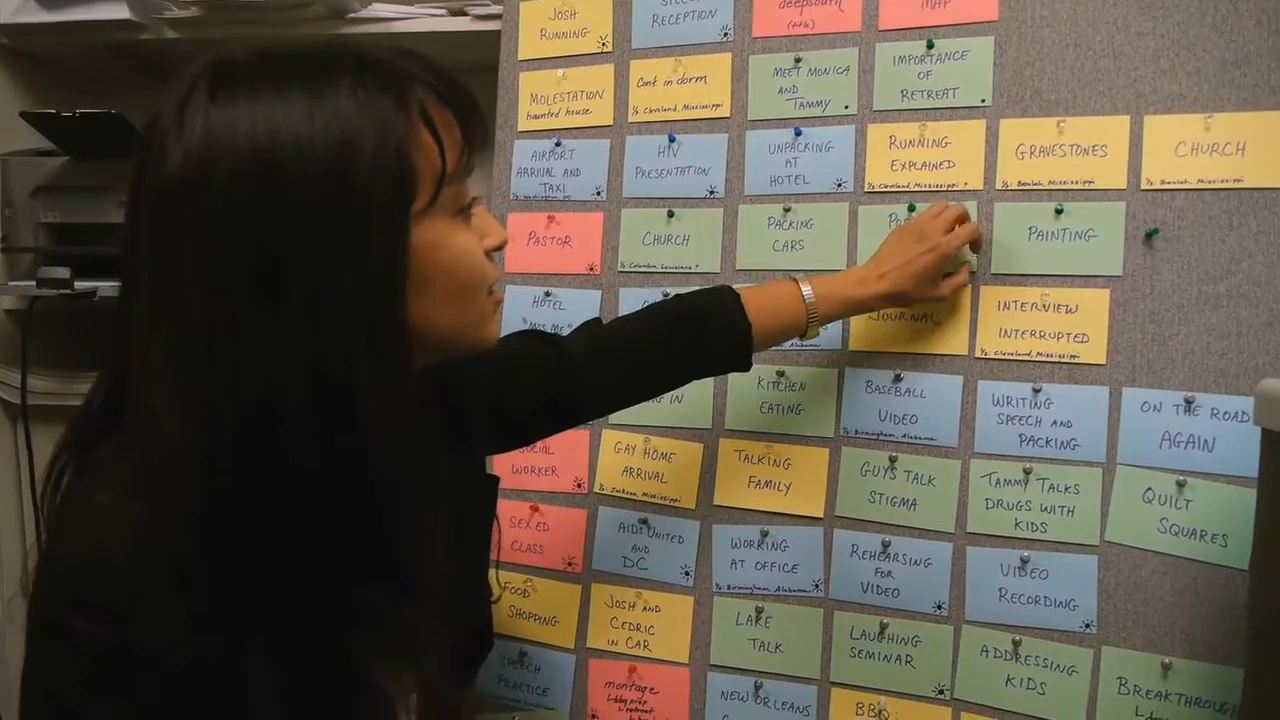 JOSH
RUNNING
RECEPTION
deepsouth
(title)
MAP
MOLESTATION
haunted house
Cont in dorm
Cleveland, Mississippi
MEET MONICA
AND
TAMMY
IMPORTANCE
OF
RETREAT
AIRPORT
ARRIVAL AND
TAXI
HIV
PRESENTATION
UNPACKING
AT
HOTEL
RUNNING
EXPLAINED
Cleveland, Mississippi ?
GRAVESTONES
Beulah, Mississippi
CHURCH
Beulah, Mississippi
PASTOR
CHURCH
Columbia, Louisiana ?
PACKING
CARS
PAINTING
HOTEL
Alabama
JOURNAL
INTERVIEW
INTERRUPTED
Cleveland, Mississippi
IN
KITCHEN
EATING
BASEBALL
VIDEO
Birmingham, Alabama
WRITING
SPEECH AND
PACKING
ON THE ROAD
AGAIN
SOCIAL
WORKER
GAY HOME
ARRIVAL
Jackson, Mississippi
TALKING
FAMILY
GUYS TALK
STIGMA
TAMMY TALKS
DRUGS WITH
KIDS
QUILT
SQUARES
SEX ED
CLASS
AIDS UNITED
AND
DC
WORKING
AT OFFICE
Birmingham, Alabama
REHEARSING
FOR
VIDEO
VIDEO
RECORDING
FOOD
SHOPPING
JOSH AND
CEDRIC
IN CAR
LAKE
TALK
LAUGHING
SEMINAR
ADDRESSING
KIDS
BREAKTHROUGH
SPEECH
PRACTICE
montage
NEW ORLEANS
BBQ